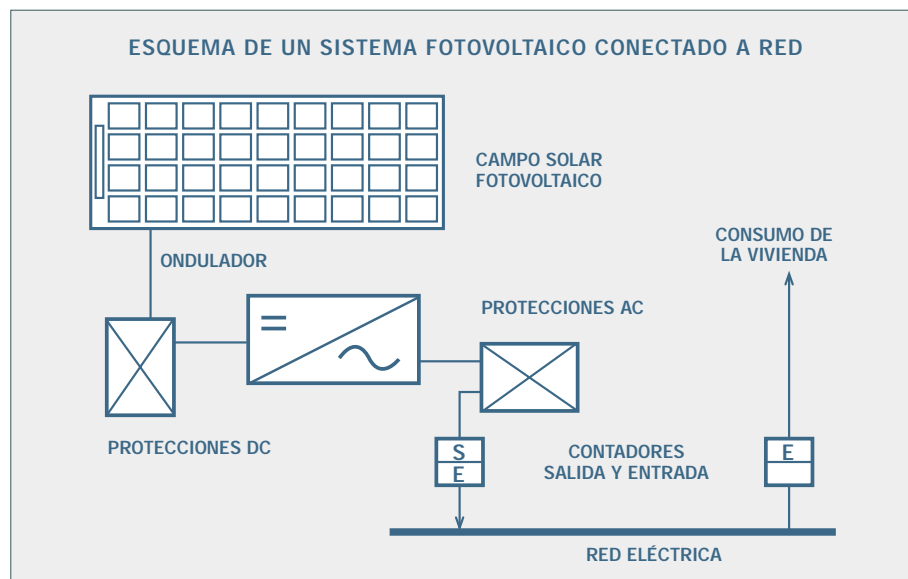 ESQUEMA DE UN SISTEMA FOTOVOLTAICO CONECTADO A RED
CAMPO SOLAR
FOTOVOLTAICO
CONSUMO DE
LA VIVIENDA
ONDULADOR
PROTECCIONES AC
PROTECCIONES DC
S
E
CONTADORES
SALIDA Y ENTRADA
E
RED ELÉCTRICA